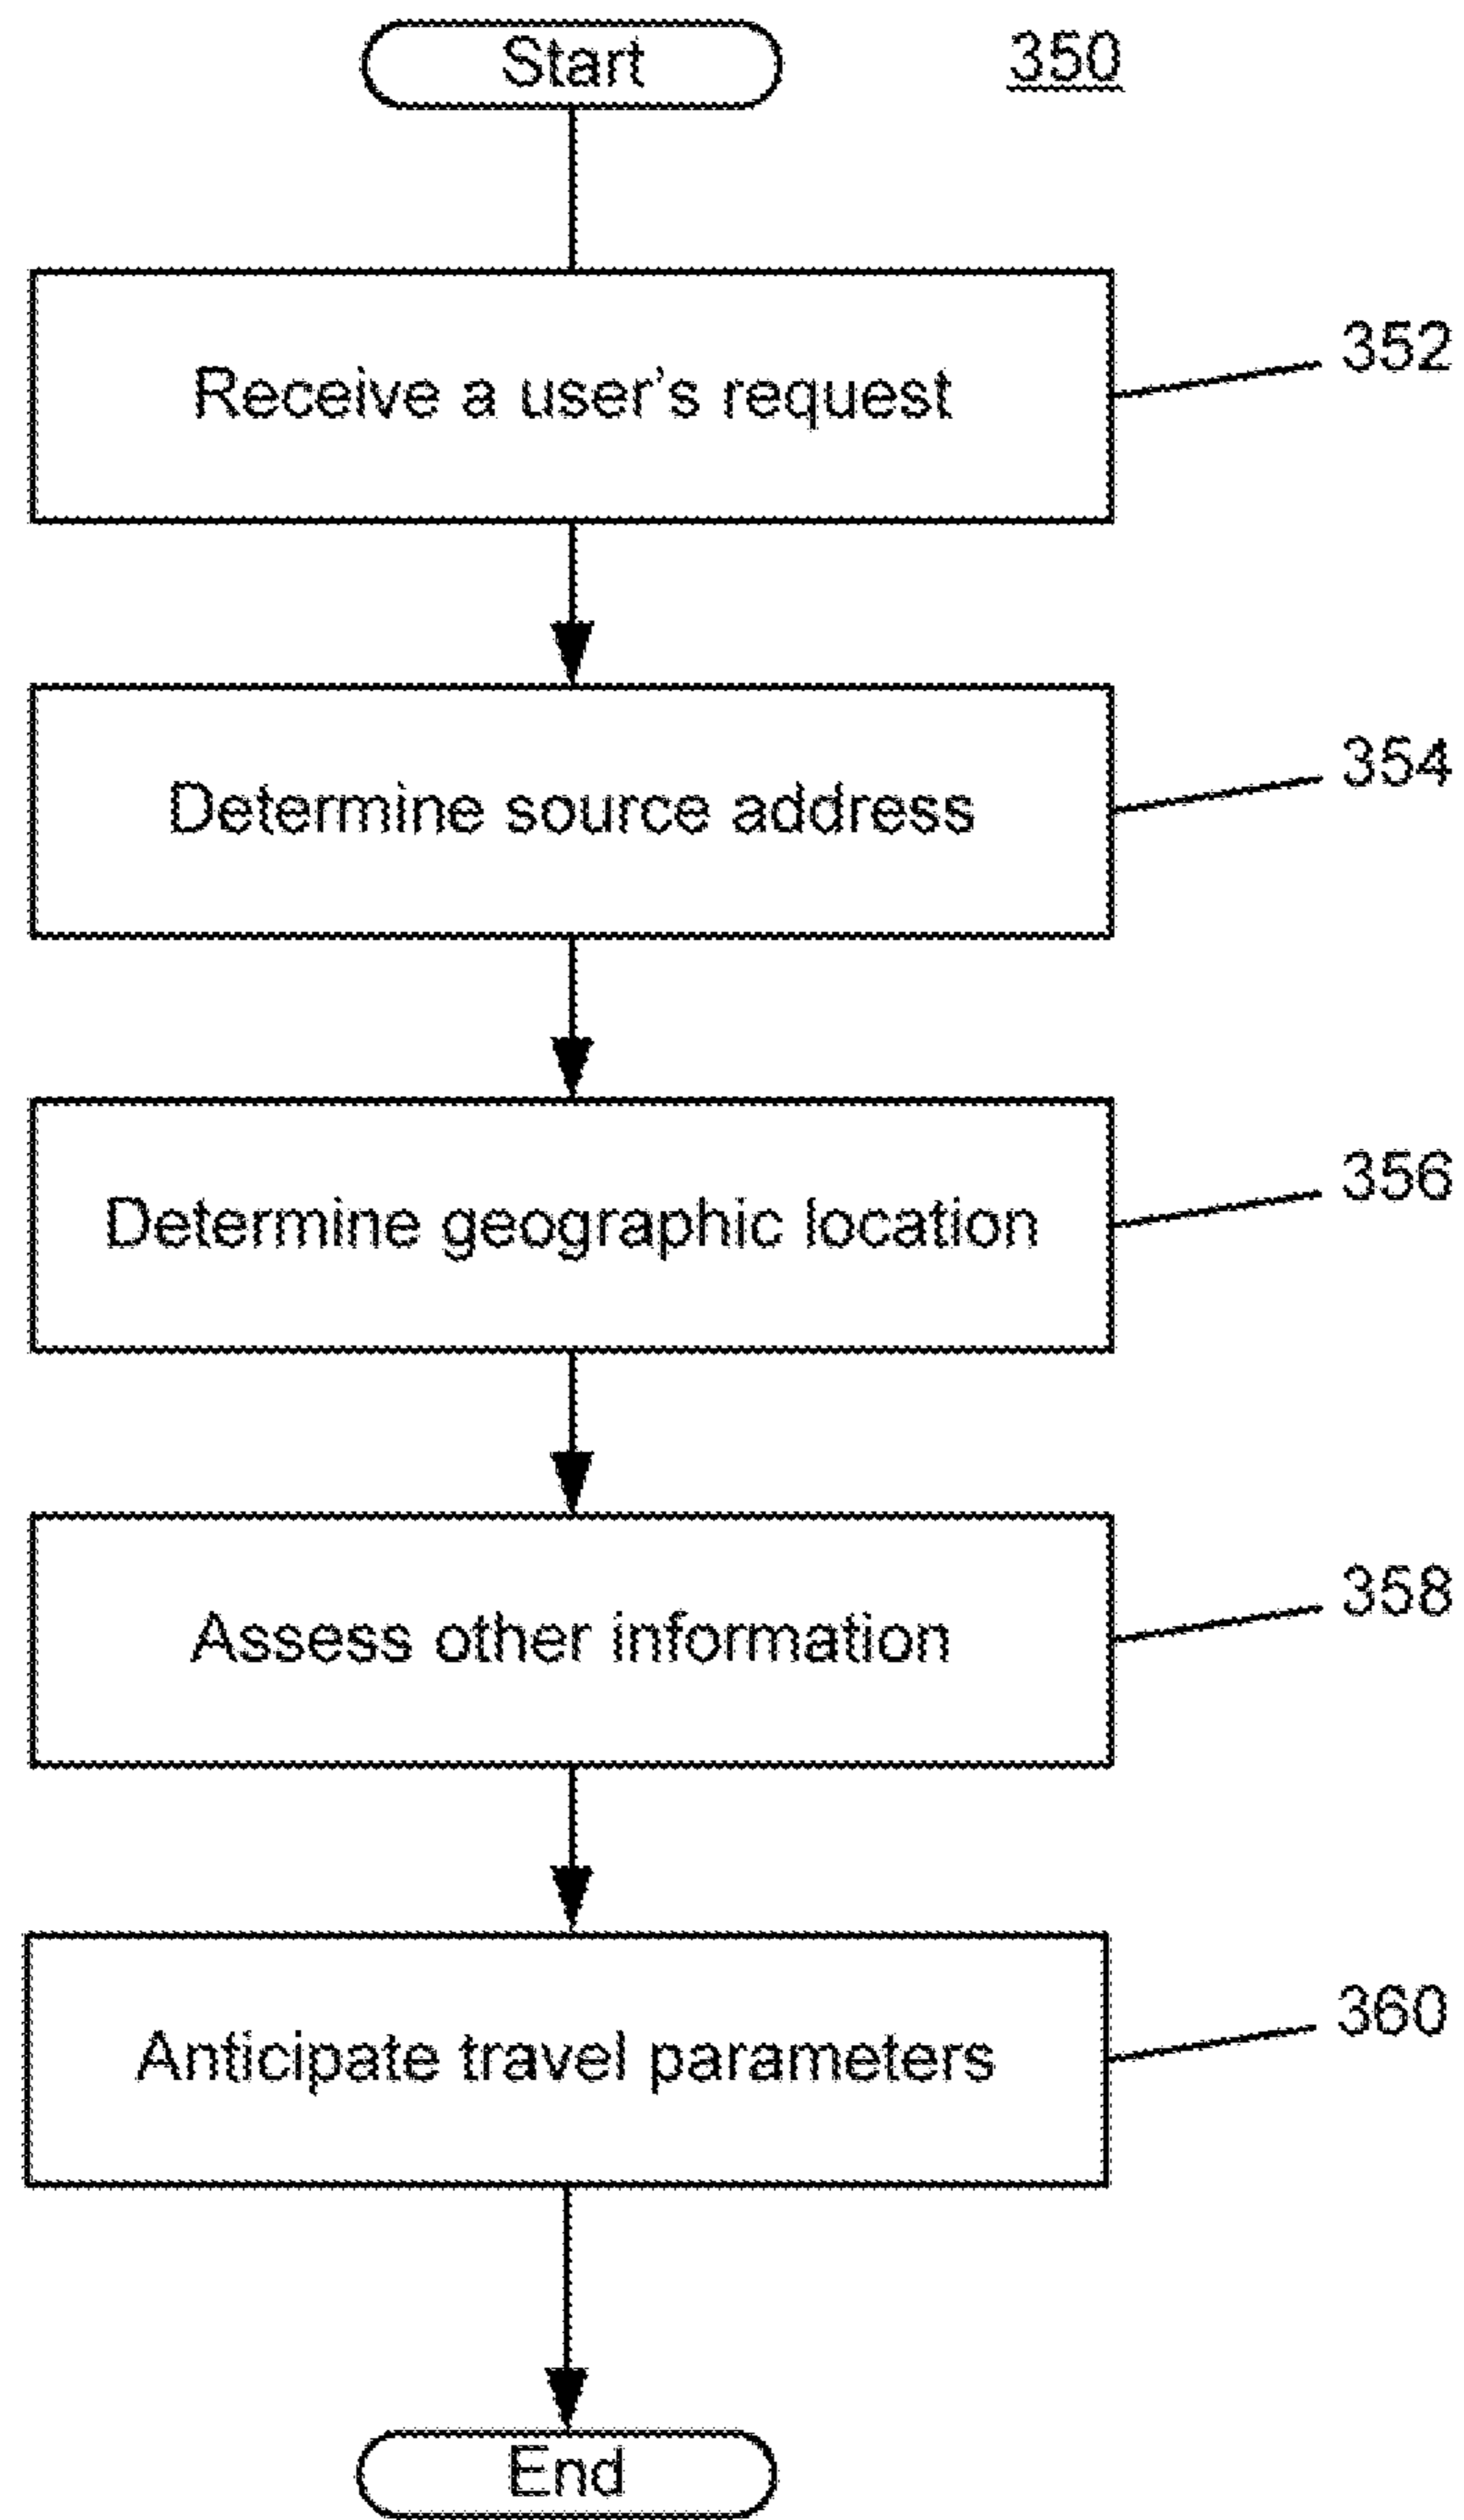 Start
350
Receive a user’s request
352
Determine source address
354
Determine geographic location
356
Assess other information
358
Anticipate travel parameters
360
End